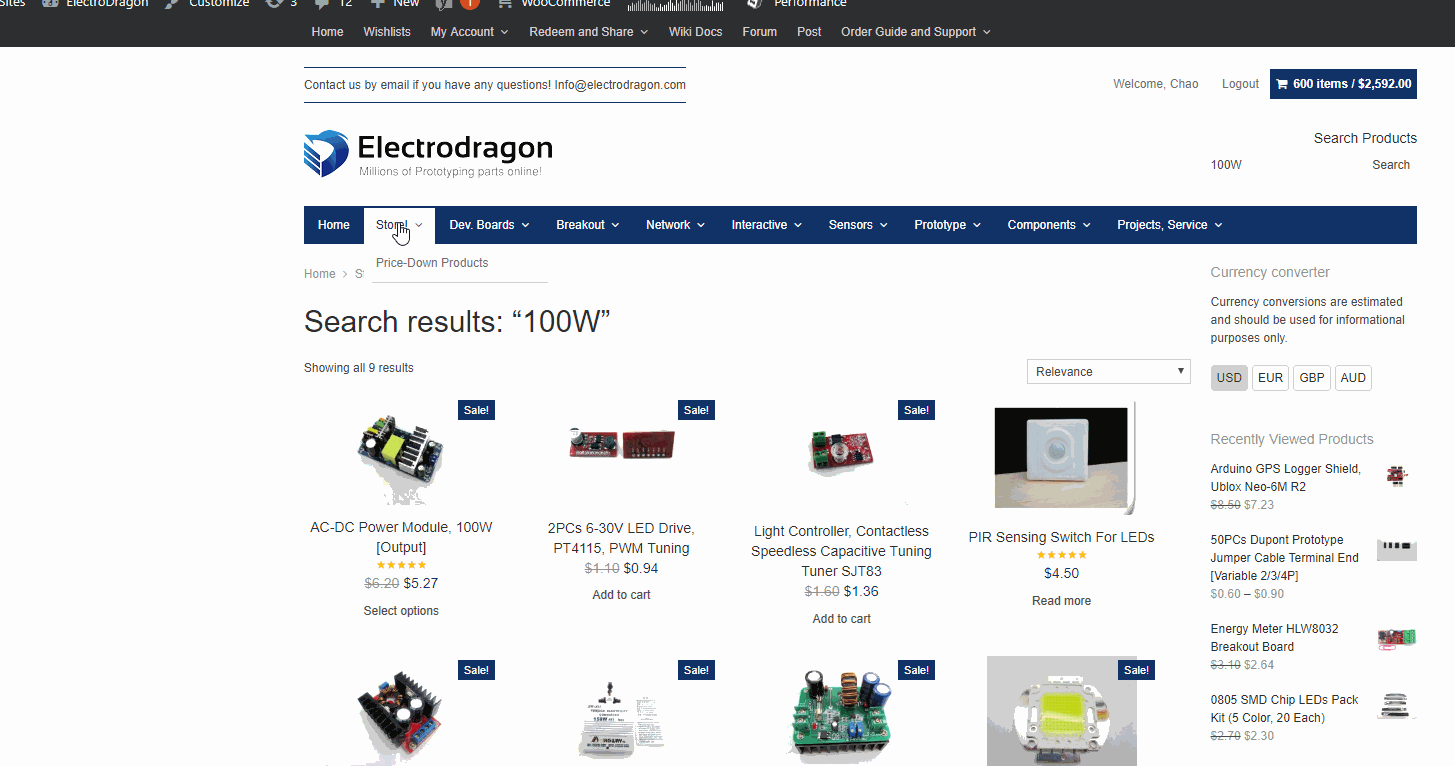 Sites ElectroDragon Customize 3 12 New 1 WooCommerce Performance
Home Wishlists My Account Redeem and Share Wiki Docs Forum Post Order Guide and Support
Contact us by email if you have any questions! Info@electrodragon.com
Welcome, Chao Logout 600 items / $2,592.00
Electrodragon
Millions of Prototyping parts online!
Search Products
100W Search
Home Store! Dev. Boards Breakout Network Interactive Sensors Prototype Components Projects, Service
Price-Down Products
Home > S
Search results: “100W”
Showing all 9 results
Relevance
Sale!
AC-DC Power Module, 100W
[Output]
$6.20 $5.27
Select options
Sale!
2PCs 6-30V LED Drive,
PT4115, PWM Tuning
$1.10 $0.94
Add to cart
Sale!
Light Controller, Contactless
Speedless Capacitive Tuning
Tuner SJT83
$1.60 $1.36
Add to cart
PIR Sensing Switch For LEDs
$4.50
Read more
Sale!
Sale!
Sale!
Sale!
Currency converter
Currency conversions are estimated
and should be used for informational
purposes only.
USD EUR GBP AUD
Recently Viewed Products
Arduino GPS Logger Shield,
Ublox Neo-6M R2
$8.50 $7.23
50PCs Dupont Prototype
Jumper Cable Terminal End
[Variable 2/3/4P]
$0.60 – $0.90
Energy Meter HLW8032
Breakout Board
$3.10 $2.64
0805 SMD Chip LEDs Pack
Kit (5 Color, 20 Each)
$2.70 $2.30